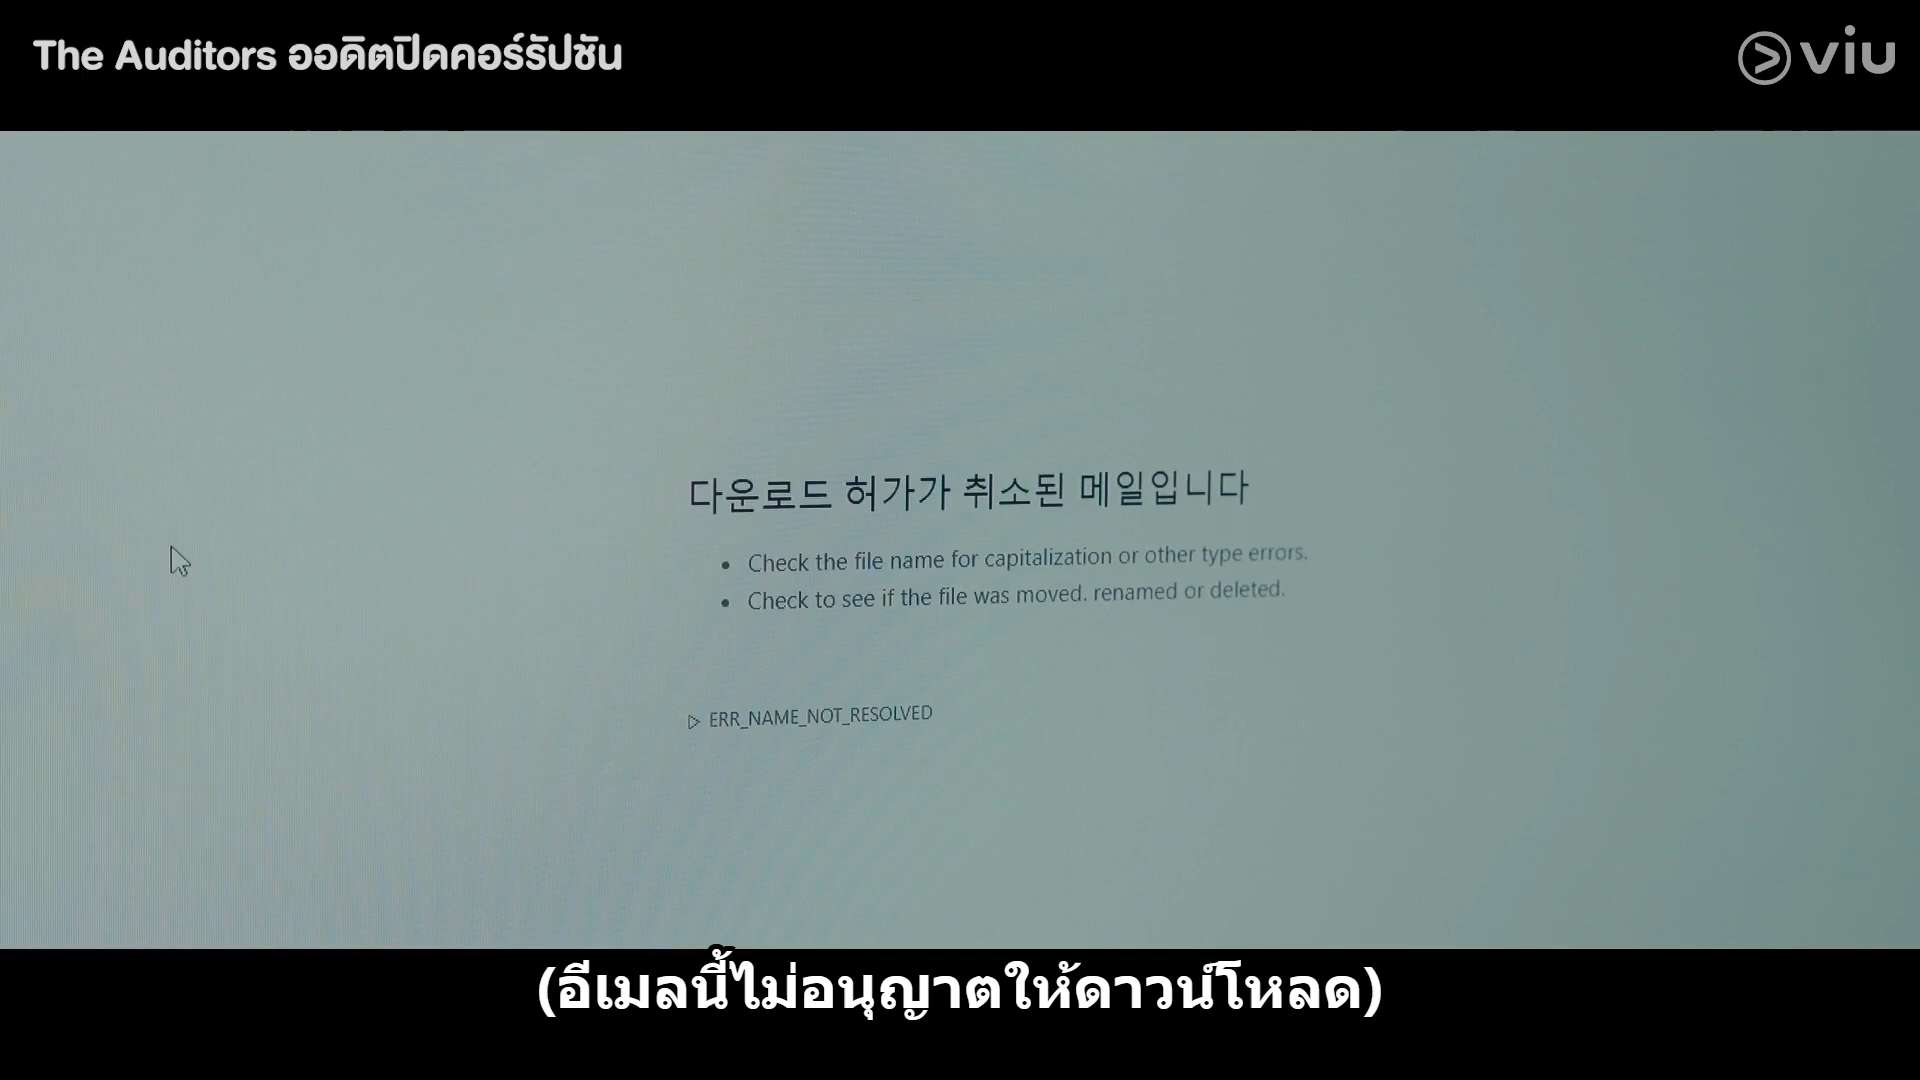 The Auditors ออดิตปิดคอร์รัปชัน
viu
다운로드 허가가 취소된 메일입니다
• Check the file name for capitalization or other type errors.
• Check to see if the file was moved. renamed or deleted.
ERR_NAME_NOT_RESOLVED
(อีเมลนี้ไม่อนุญาตให้ดาวน์โหลด)